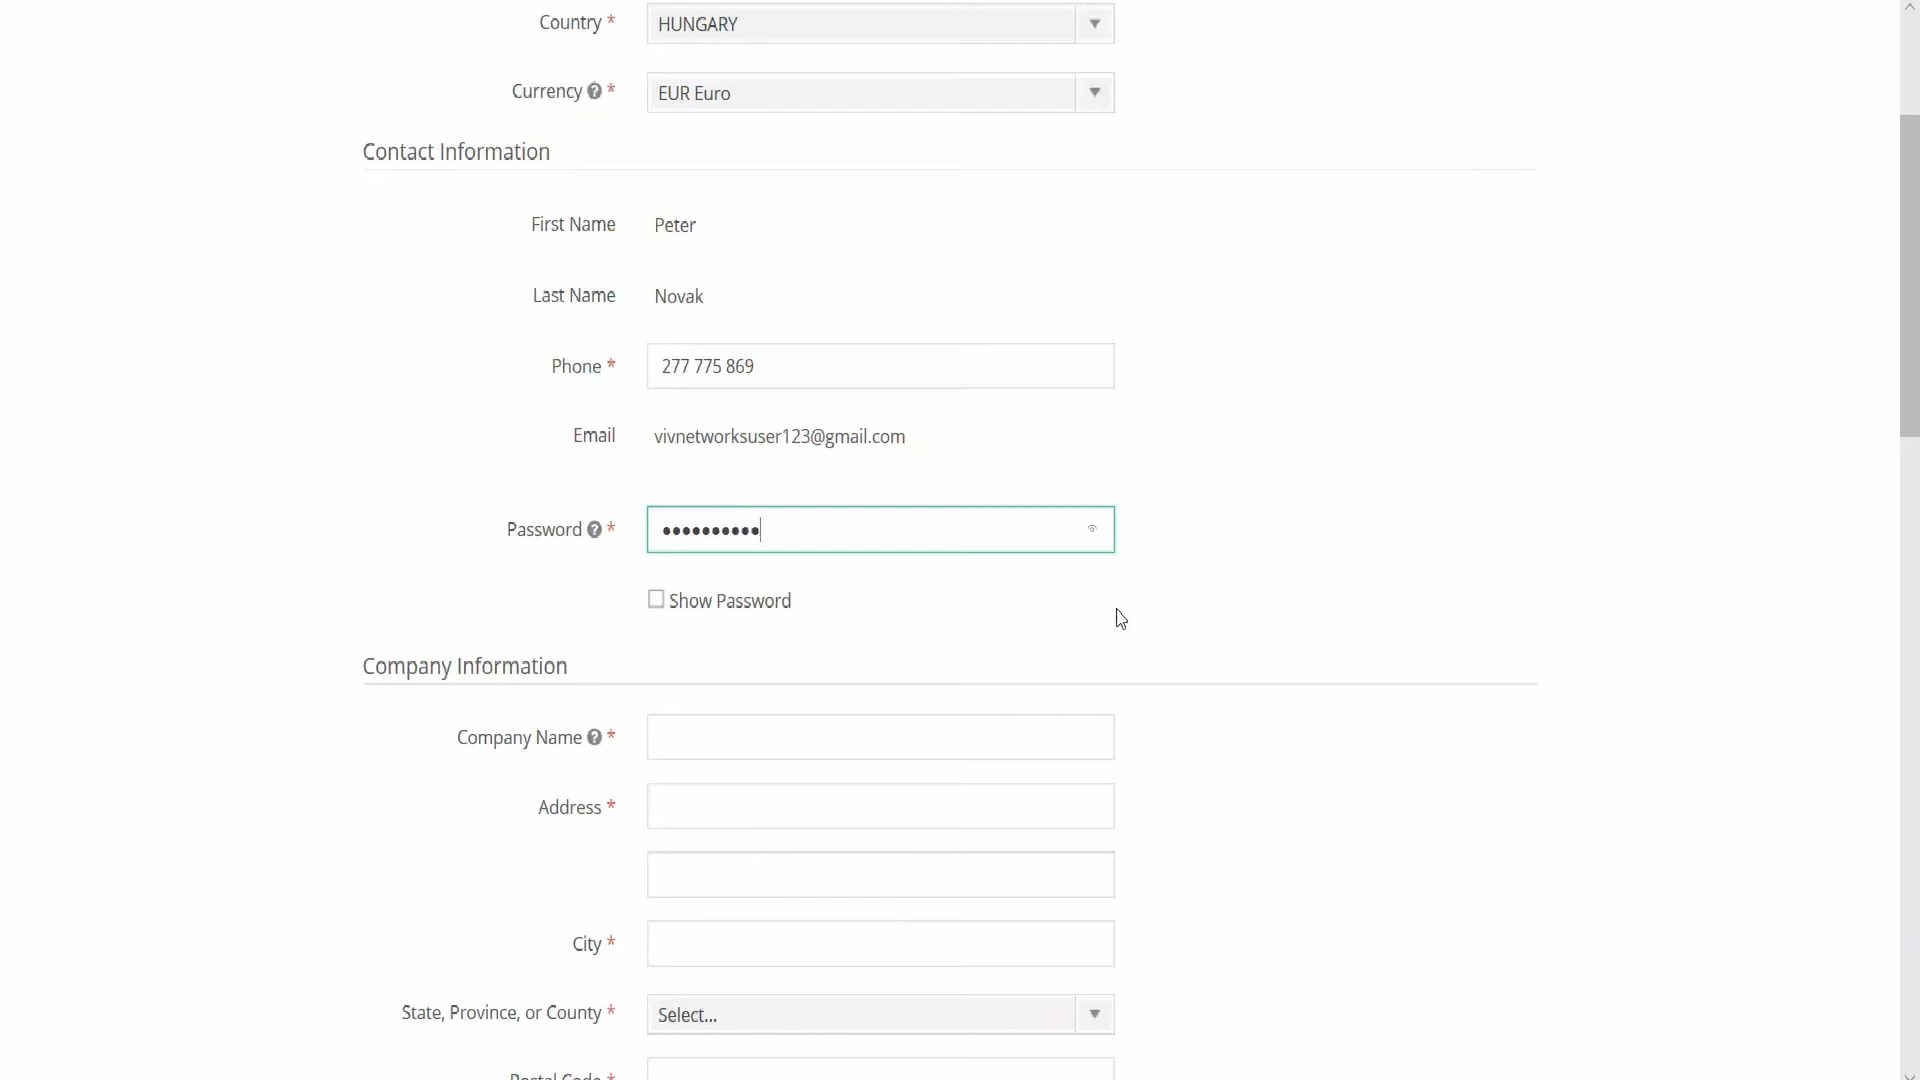 Country *
HUNGARY
Currency *
EUR Euro
Contact Information
First Name
Peter
Last Name
Novak
Phone *
277 775 869
Email
vivnetworksuser123@gmail.com
Password *
••••••••••
Show Password
Company Information
Company Name *
Address *
City *
State, Province, or County *
Select...
Postal Code *